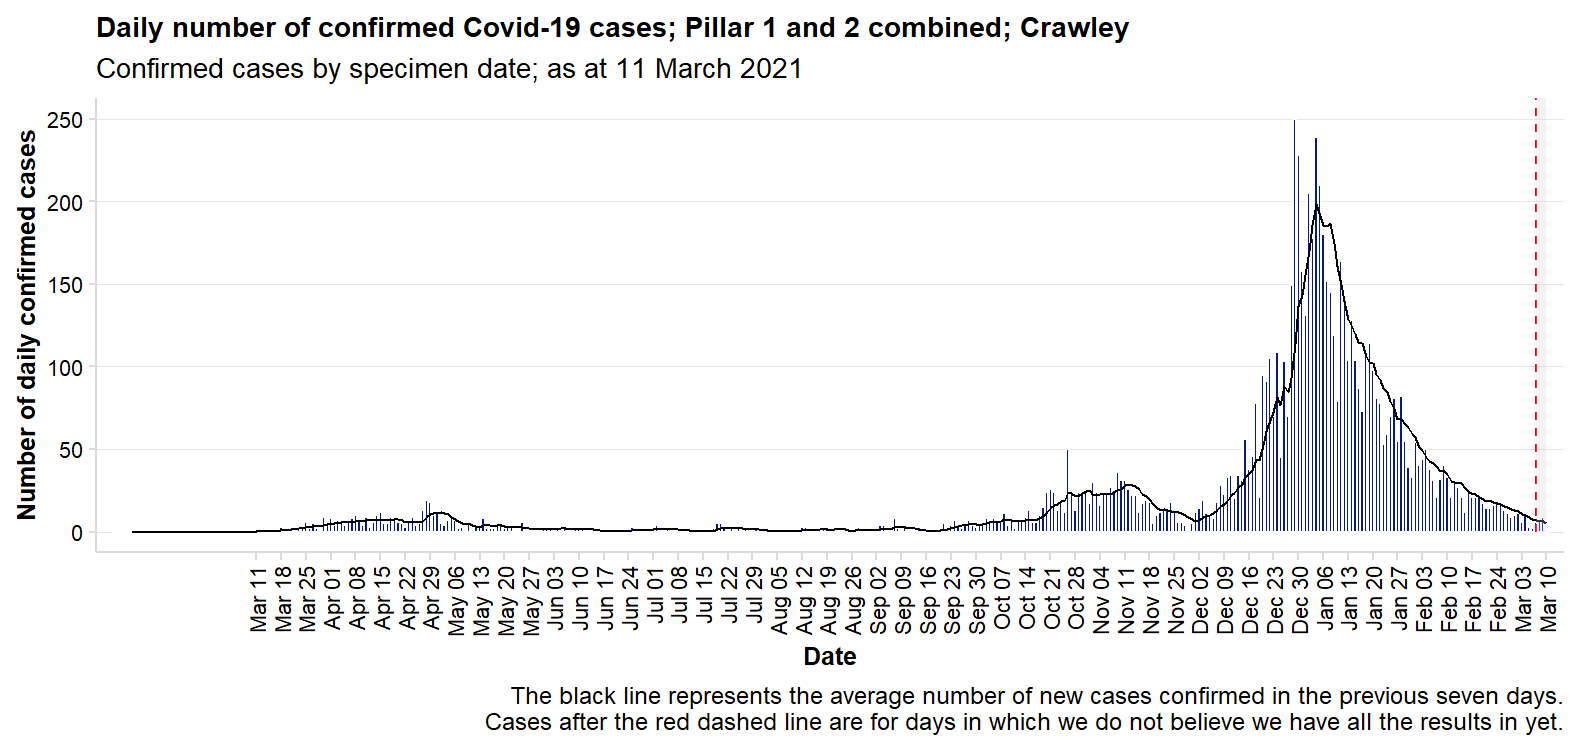 Daily number of confirmed Covid-19 cases; Pillar 1 and 2 combined; Crawley
Confirmed cases by specimen date; as at 11 March 2021
Number of daily confirmed cases
250
200
150
100
50
0
Mar 11
Mar 18
Mar 25
Apr 01
Apr 08
Apr 15
Apr 22
Apr 29
May 06
May 13
May 20
May 27
Jun 03
Jun 10
Jun 17
Jun 24
Jul 01
Jul 08
Jul 15
Jul 22
Jul 29
Aug 05
Aug 12
Aug 19
Aug 26
Sep 02
Sep 09
Sep 16
Sep 23
Sep 30
Oct 07
Oct 14
Oct 21
Oct 28
Nov 04
Nov 11
Nov 18
Nov 25
Dec 02
Dec 09
Dec 16
Dec 23
Dec 30
Jan 06
Jan 13
Jan 20
Jan 27
Feb 03
Feb 10
Feb 17
Feb 24
Mar 03
Mar 10
Date
The black line represents the average number of new cases confirmed in the previous seven days.
Cases after the red dashed line are for days in which we do not believe we have all the results in yet.